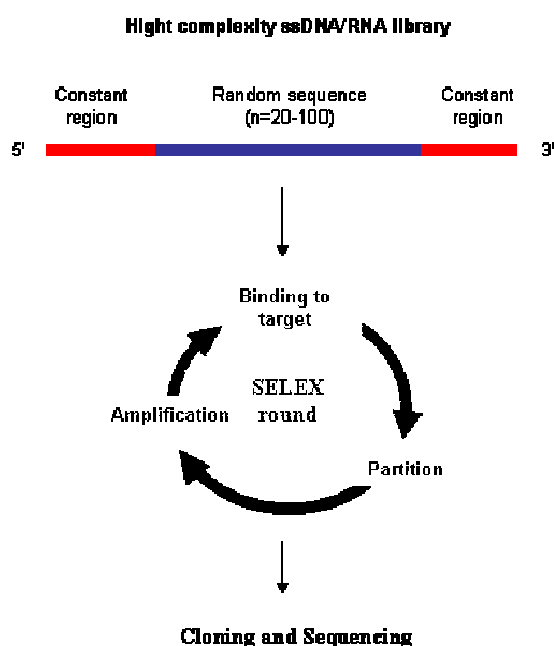 Hight complexity ssDNA/RNA library
Constant region
Random sequence (n=20-100)
Constant region
5'
3'
Binding to
target
SELEX
round
Amplification
Partition
Cloning and Sequencing